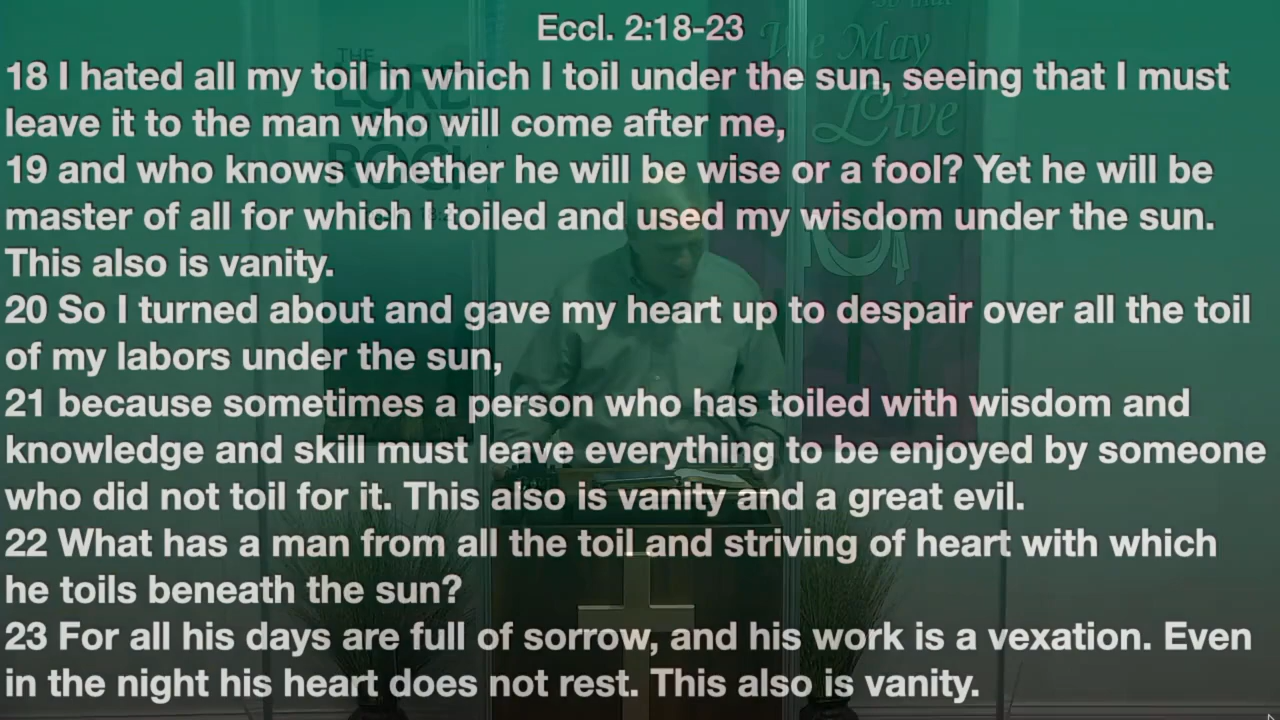 Eccl. 2:18-23
18 I hated all my toil in which I toil under the sun, seeing that I must
leave it to the man who will come after me,
19 and who knows whether he will be wise or a fool? Yet he will be
master of all for which I toiled and used my wisdom under the sun.
This also is vanity.
20 So I turned about and gave my heart up to despair over all the toil
of my labors under the sun,
21 because sometimes a person who has toiled with wisdom and
knowledge and skill must leave everything to be enjoyed by someone
who did not toil for it. This also is vanity and a great evil.
22 What has a man from all the toil and striving of heart with which
he toils beneath the sun?
23 For all his days are full of sorrow, and his work is a vexation. Even
in the night his heart does not rest. This also is vanity.
THE
LORD
ROCK
So that
We May
Live